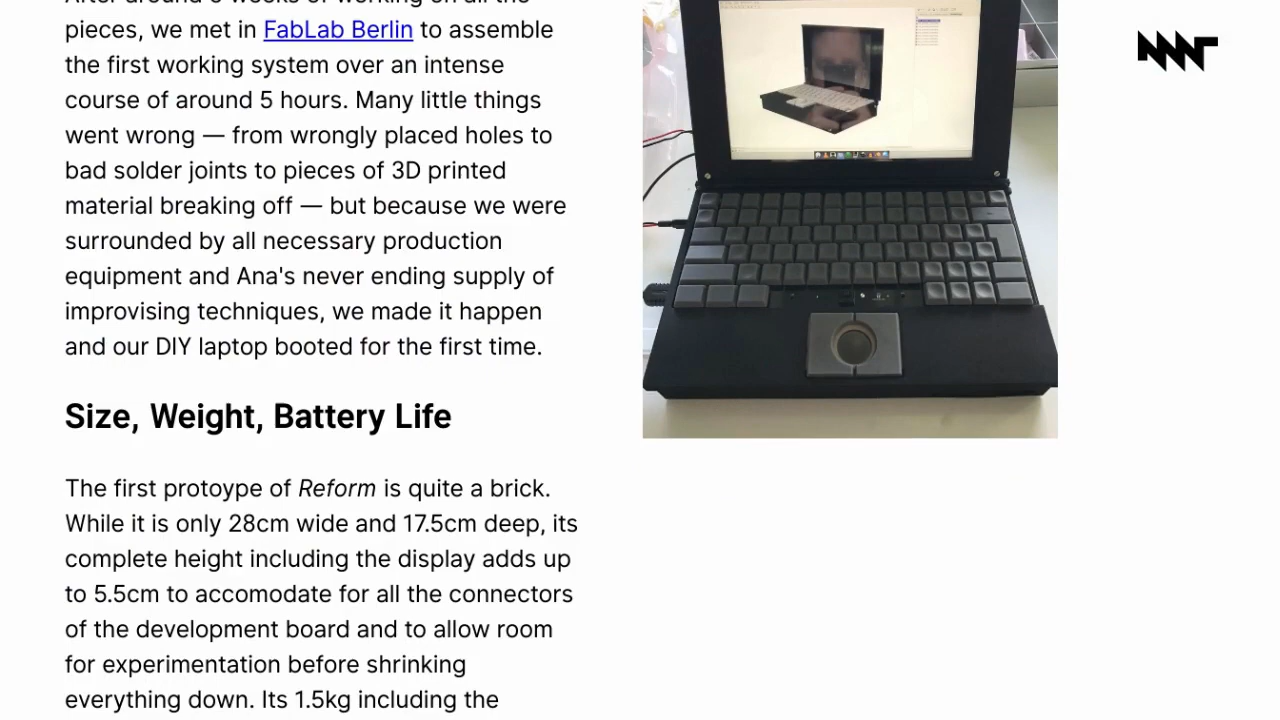 pieces, we met in FabLab Berlin to assemble
the first working system over an intense
course of around 5 hours. Many little things
went wrong — from wrongly placed holes to
bad solder joints to pieces of 3D printed
material breaking off — but because we were
surrounded by all necessary production
equipment and Ana's never ending supply of
improvising techniques, we made it happen
and our DIY laptop booted for the first time.
Size, Weight, Battery Life
The first protoype of Reform is quite a brick.
While it is only 28cm wide and 17.5cm deep, its
complete height including the display adds up
to 5.5cm to accomodate for all the connectors
of the development board and to allow room
for experimentation before shrinking
everything down. Its 1.5kg including the